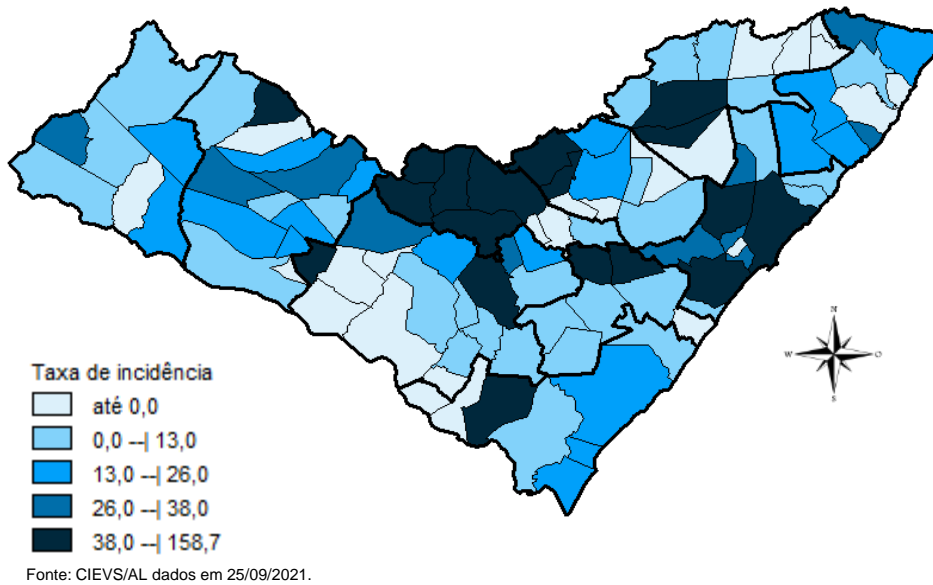 N
W
O
S
Taxa de incidência
até 0,0
0,0 --| 13,0
13,0 --| 26,0
26,0 --| 38,0
38,0 --| 158,7
Fonte: CIEVS/AL dados em 25/09/2021.